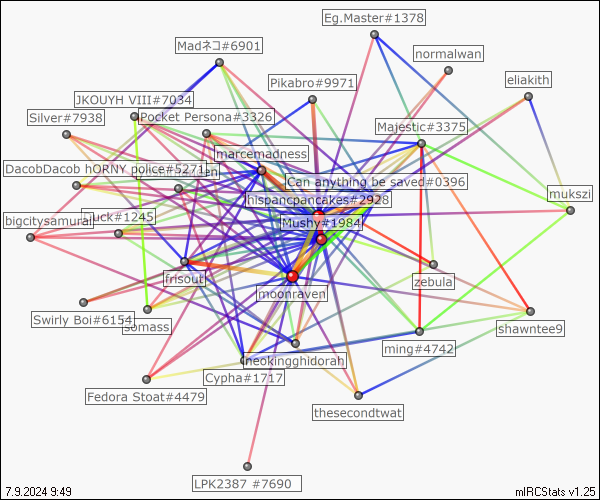 Eg.Master#1378
Madネコ#6901
normalwan
eliakith
Pikabro#9971
JKOUYH VIII#7034
Silver#7938
Pocket Persona#3326
Majestic#3375
marcemadness
DacobDacob hORNY police#5271
Can anything be saved#0396
mukszi
hispancpancakes#2928
bigcitysamurai
Duck#1245
Mushy#1984
frisout
zebula
moonraven
Swirly Boi#6154
somass
shawntee9
ming#4742
neokingghidorah
Cypha#1717
Fedora Stoat#4479
thesecondtwat
LPK2387 #7690
7.9.2024 9:49
mIRCStats v1.25